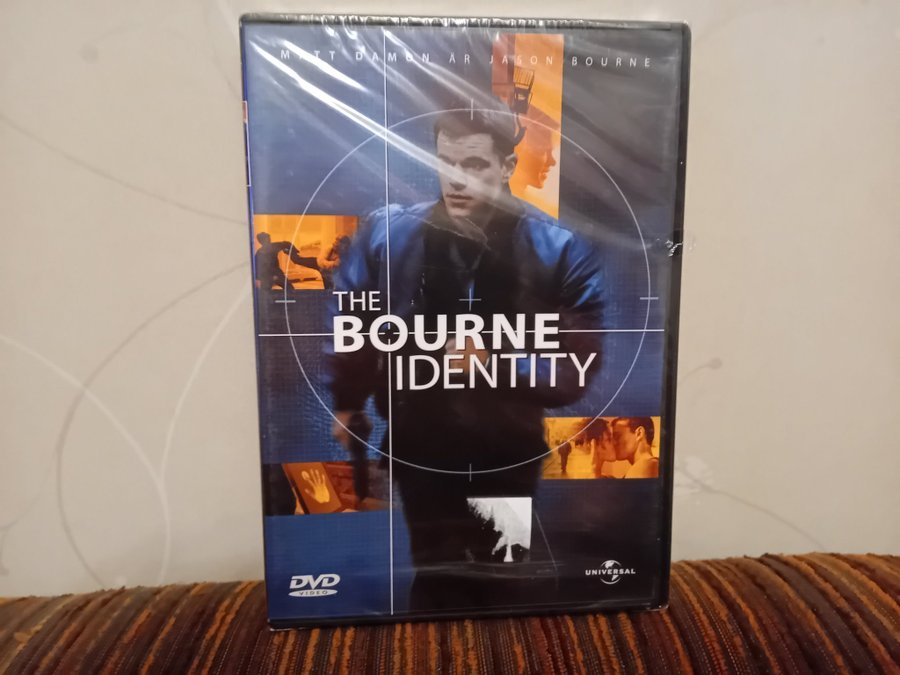 MATT DAMON ÄR JASON BOURNE
THE
BOURNE
IDENTITY
DVD
VIDEO
UNIVERSAL